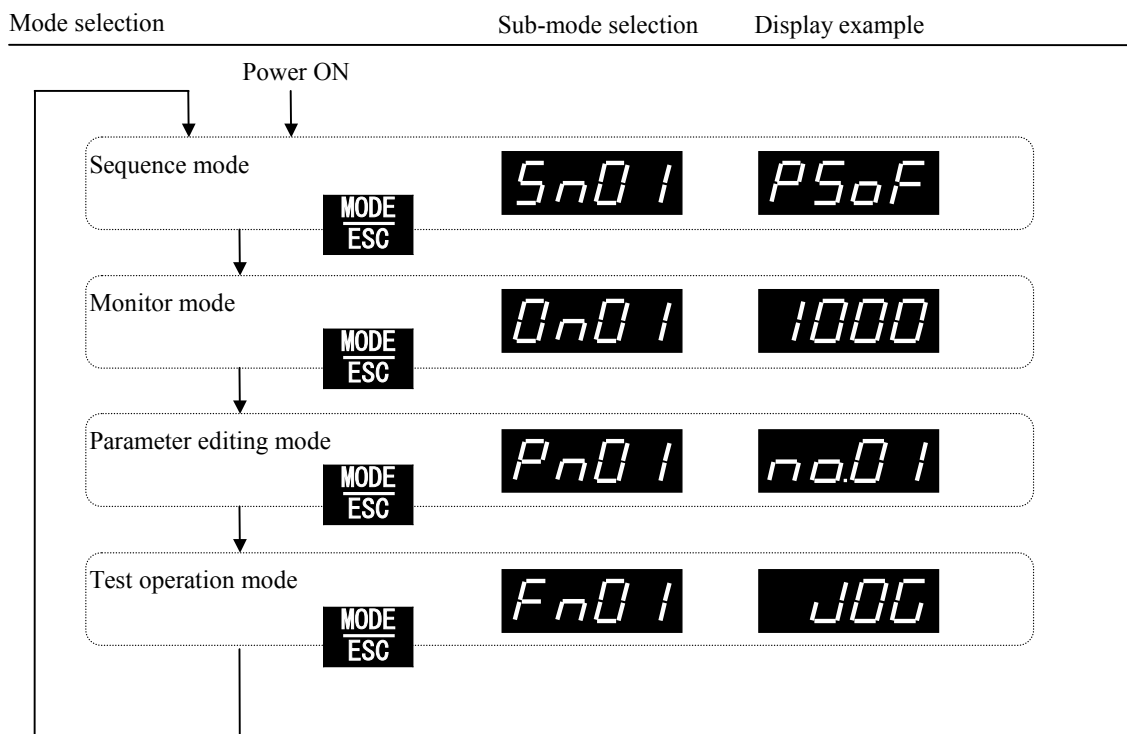 Mode selection Sub-mode selection Display example
Power ON
Sequence mode
MODE
ESC
Sn01 PSoF
Monitor mode
MODE
ESC
On01 1000
Parameter editing mode
MODE
ESC
Pn01 no.01
Test operation mode
MODE
ESC
Fn01 JOG